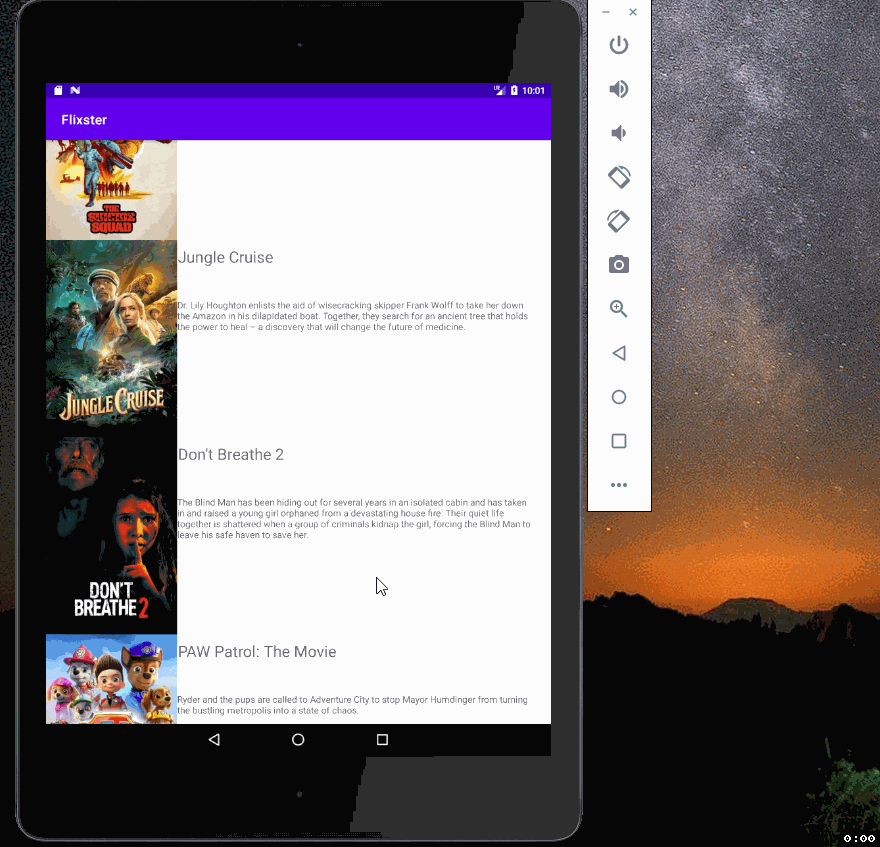 10:01
Flixster
THE
SUICIDE
SQUAD
Jungle Cruise
Dr. Lily Houghton enlists the aid of wisecracking skipper Frank Wolff to take her down
the Amazon in his dilapidated boat. Together, they search for an ancient tree that holds
the power to heal – a discovery that will change the future of medicine.
JUNGLE CRUISE
Don't Breathe 2
The Blind Man has been hiding out for several years in an isolated cabin and has taken
in and raised a young girl orphaned from a devastating house fire. Their quiet life
together is shattered when a group of criminals kidnap the girl, forcing the Blind Man to
leave his safe haven to save her.
DON'T
BREATHE 2
PAW Patrol: The Movie
Ryder and the pups are called to Adventure City to stop Mayor Humdinger from turning
the bustling metropolis into a state of chaos.
0:00